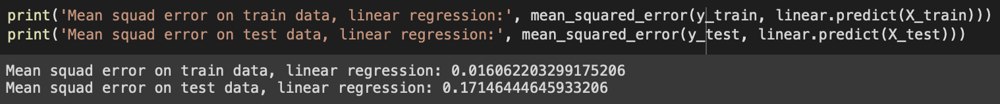 print('Mean squad error on train data, linear regression:', mean_squared_error(y_train, linear.predict(X_train)))
print('Mean squad error on test data, linear regression:', mean_squared_error(y_test, linear.predict(X_test)))
Mean squad error on train data, linear regression: 0.016062203299175206
Mean squad error on test data, linear regression: 0.17146444645933206